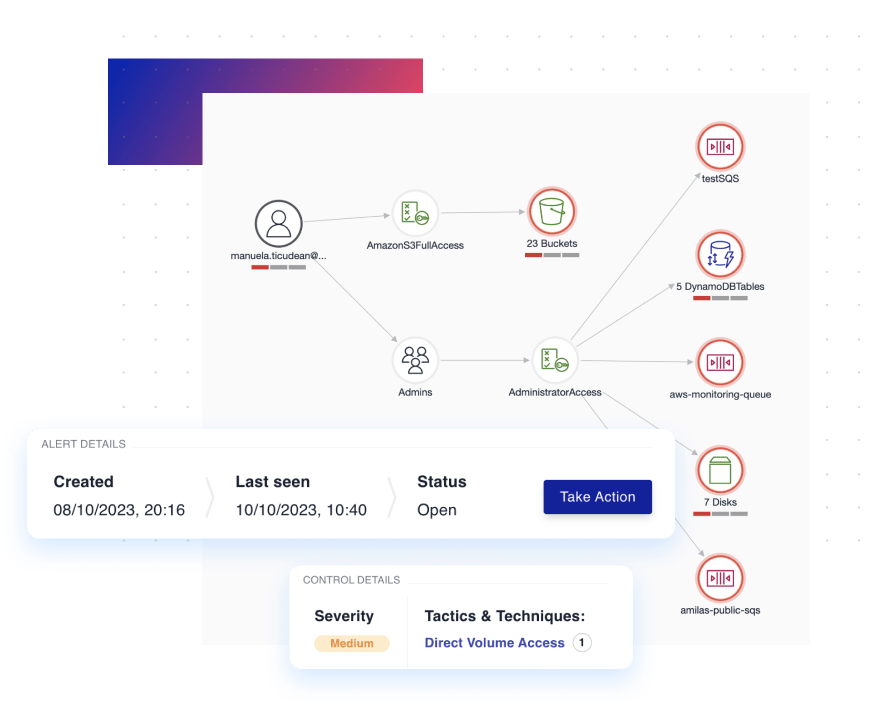 testSQS
manuela.ticudean@...
AmazonS3FullAccess
23 Buckets
5 DynamoDBTables
Admins
AdministratorAccess
aws-monitoring-queue
7 Disks
amilas-public-sqs
ALERT DETAILS
Created
08/10/2023, 20:16
Last seen
10/10/2023, 10:40
Status
Open
Take Action
CONTROL DETAILS
Severity
Medium
Tactics & Techniques:
Direct Volume Access 1